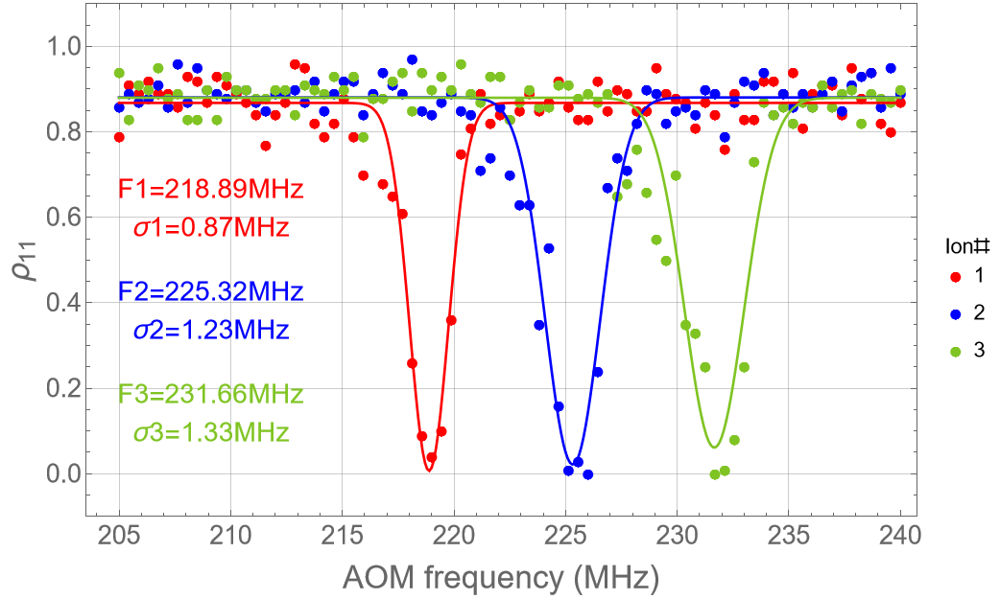 1.0
0.8
0.6
0.4
0.2
0.0
ρ11
F1=218.89MHz
σ1=0.87MHz
F2=225.32MHz
σ2=1.23MHz
F3=231.66MHz
σ3=1.33MHz
205 210 215 220 225 230 235 240
AOM frequency (MHz)
Ion#
1
2
3